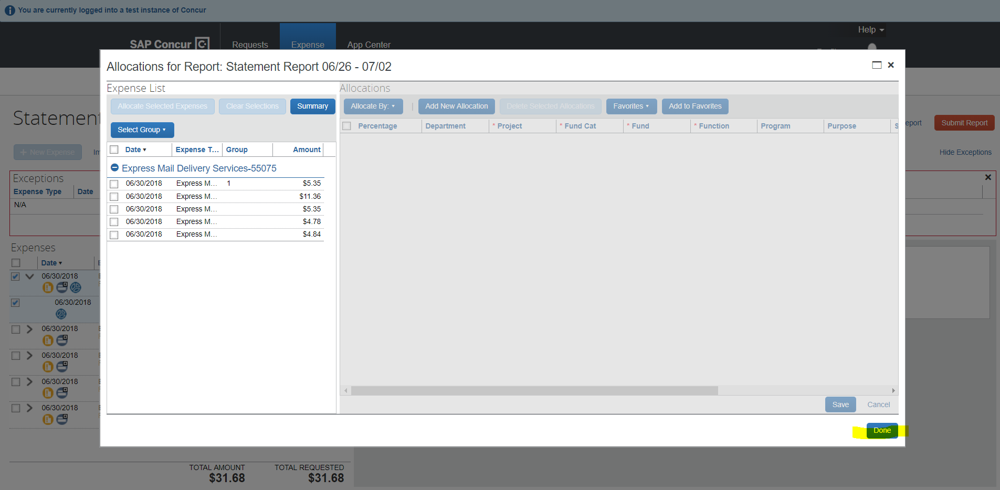 You are currently logged into a test instance of Concur
Help
SAP Concur
Requests
Expense
App Center
Allocations for Report: Statement Report 06/26 - 07/02
Expense List
Allocations
Allocate Selected Expenses
Clear Selections
Summary
Allocate By:
Add New Allocation
Delete Selected Allocations
Favorites
Add to Favorites
Select Group
Percentage
Department
* Project
* Fund Cat
* Fund
* Function
Program
Purpose
S
Date
Expense T...
Group
Amount
Express Mail Delivery Services-55075
06/30/2018 Express M... 1 $5.35
06/30/2018 Express M... $11.36
06/30/2018 Express M... $5.35
06/30/2018 Express M... $4.78
06/30/2018 Express M... $4.84
Save
Cancel
Done
Statement
eport
Submit Report
+ New Expense
Im
Hide Exceptions
Exceptions
Expense Type
Date
N/A
Expenses
Date
06/30/2018
06/30/2018
06/30/2018
06/30/2018
06/30/2018
06/30/2018
TOTAL AMOUNT
$31.68
TOTAL REQUESTED
$31.68